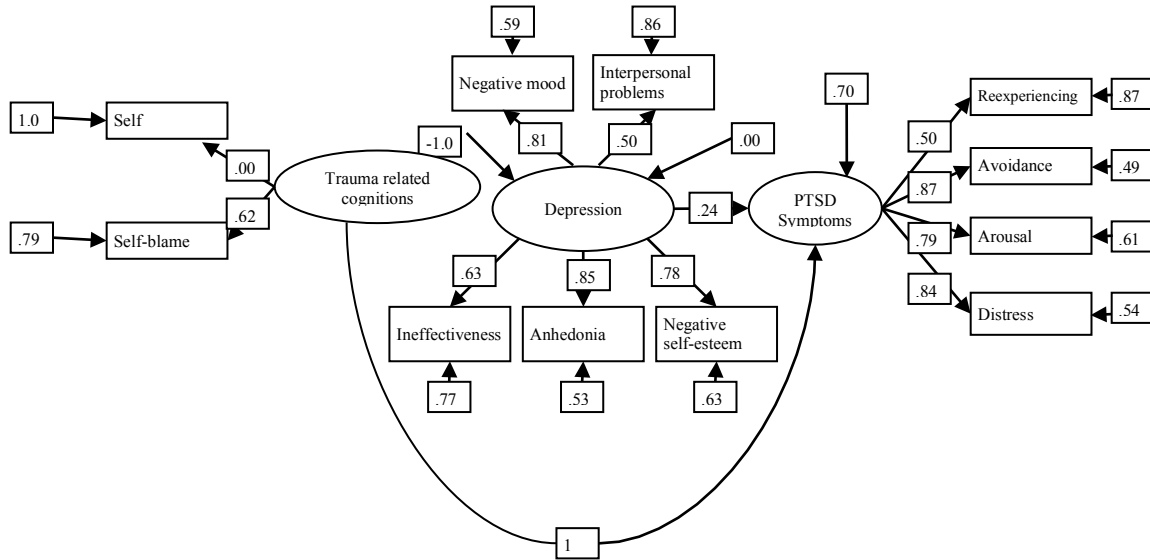 .59
.86
Negative mood
Interpersonal
problems
.70
Reexperiencing
.87
1.0
Self
-1.0
.81
.50
.00
.50
.00
Trauma related
cognitions
Avoidance
.49
.87
Depression
.24
PTSD
Symptoms
.62
.79
Self-blame
.79
Arousal
.61
.63
.85
.78
.84
Ineffectiveness
Anhedonia
Negative
self-esteem
Distress
.54
.77
.53
.63
1